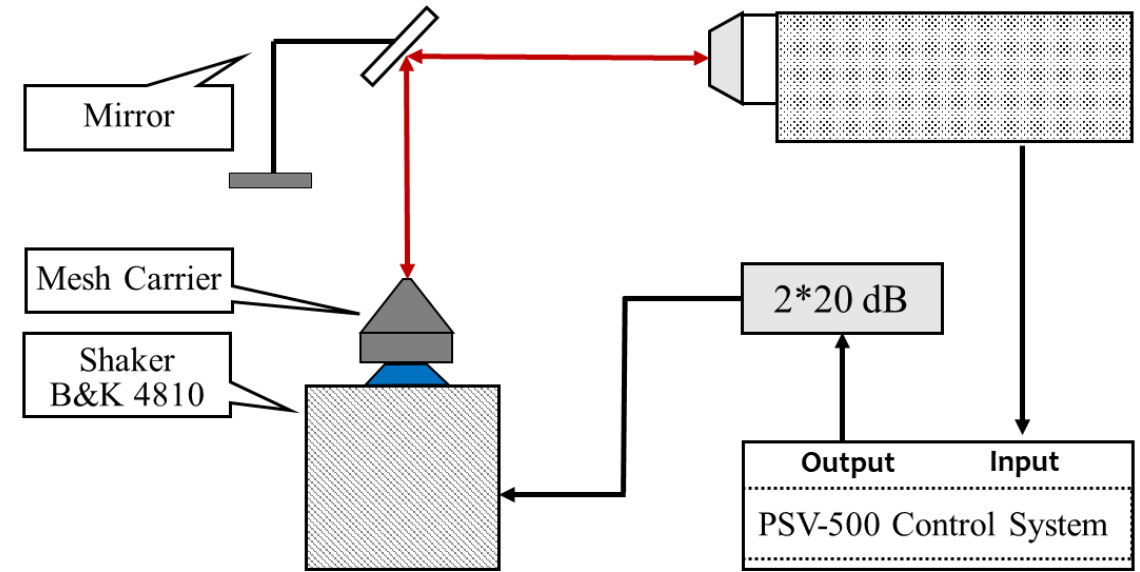 Mirror
Mesh Carrier
2*20 dB
Shaker
B&K 4810
Output Input
PSV-500 Control System